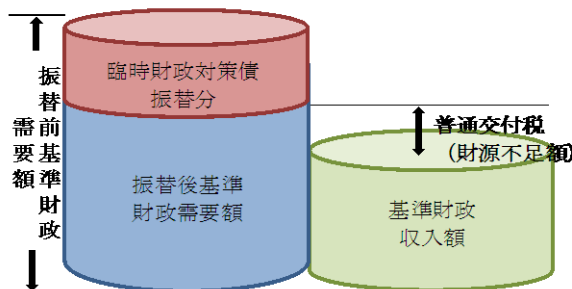 振替前基準財政
需要額
臨時財政対策債
振替分
振替後基準
財政需要額
普通交付税
（財源不足額）
基準財政
収入額